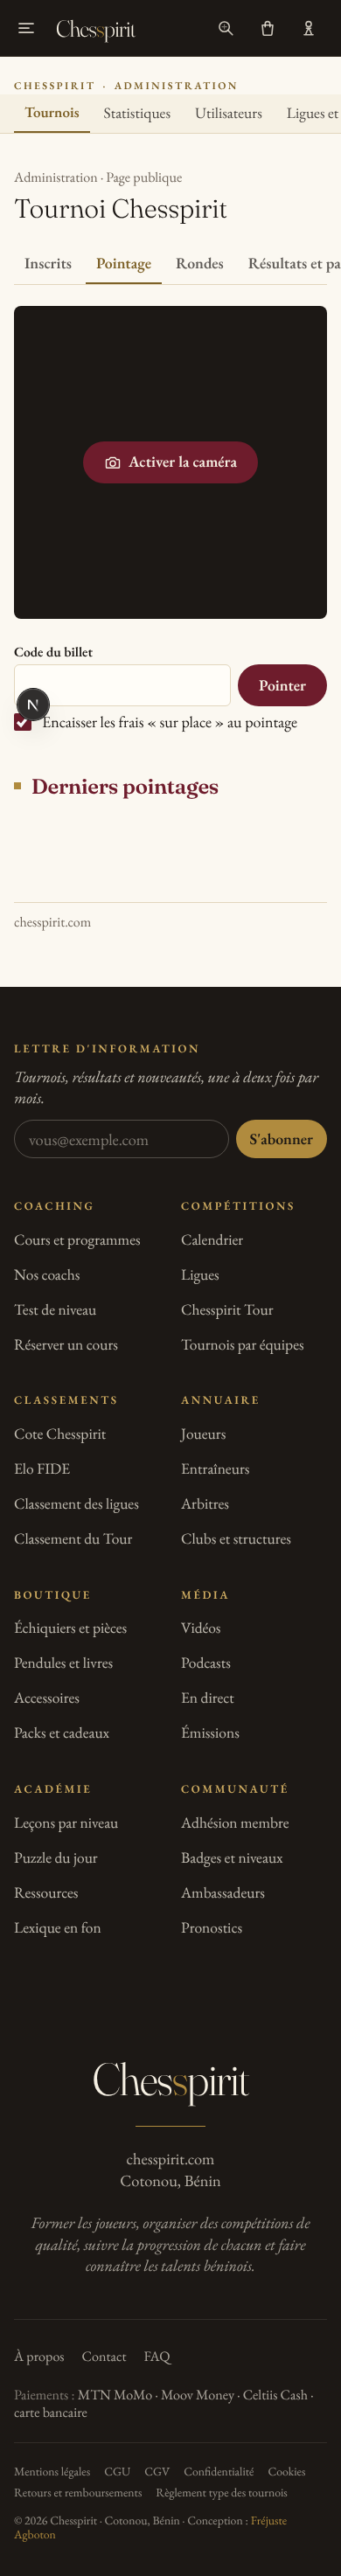 Chesspirit
CHESSPIRIT · ADMINISTRATION
Tournois Statistiques Utilisateurs Ligues et
Administration · Page publique
Tournoi Chesspirit
Inscrits Pointage Rondes Résultats et pa
Activer la caméra
Code du billet
Pointer
N
Encaisser les frais « sur place » au pointage
Derniers pointages
chesspirit.com
LETTRE D'INFORMATION
Tournois, résultats et nouveautés, une à deux fois par
mois.
vous@exemple.com S'abonner
COACHING
Cours et programmes
Nos coachs
Test de niveau
Réserver un cours
COMPÉTITIONS
Calendrier
Ligues
Chesspirit Tour
Tournois par équipes
CLASSEMENTS
Cote Chesspirit
Elo FIDE
Classement des ligues
Classement du Tour
ANNUAIRE
Joueurs
Entraîneurs
Arbitres
Clubs et structures
BOUTIQUE
Échiquiers et pièces
Pendules et livres
Accessoires
Packs et cadeaux
MÉDIA
Vidéos
Podcasts
En direct
Émissions
ACADÉMIE
Leçons par niveau
Puzzle du jour
Ressources
Lexique en fon
COMMUNAUTÉ
Adhésion membre
Badges et niveaux
Ambassadeurs
Pronostics
Chesspirit
chesspirit.com
Cotonou, Bénin
Former les joueurs, organiser des compétitions de
qualité, suivre la progression de chacun et faire
connaître les talents béninois.
À propos Contact FAQ
Paiements : MTN MoMo · Moov Money · Celtiis Cash ·
carte bancaire
Mentions légales CGU CGV Confidentialité Cookies
Retours et remboursements Règlement type des tournois
© 2026 Chesspirit · Cotonou, Bénin · Conception : Fréjuste
Agboton